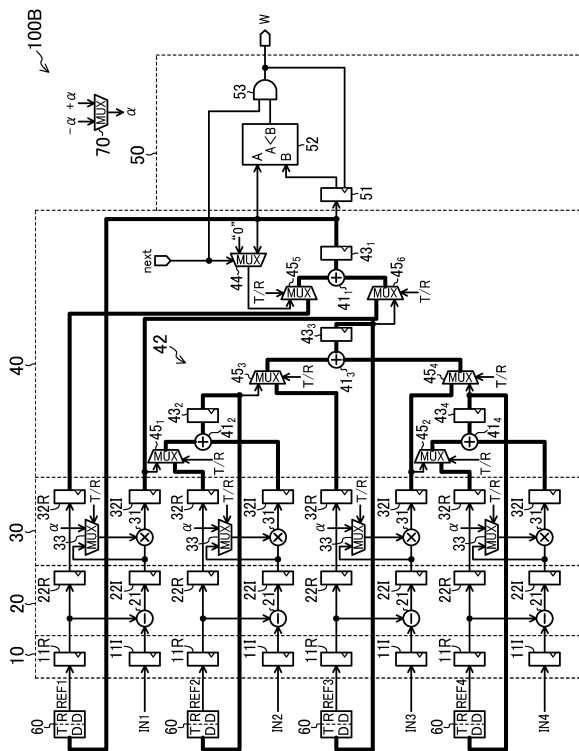 100B
-α +α
MUX
70
α
50
W
53
A
A<B
B
52
51
40
next
"0"
MUX
44
T/R
MUX
45₅
43₁
41₁
MUX
45₆
T/R
42
43₃
45₃
MUX
T/R
41₃
45₄
MUX
T/R
43₂
45₁
MUX
T/R
41₂
43₄
45₂
MUX
T/R
41₄
30
32R
α
T/R
MUX
33
32I
31
32R
α
T/R
MUX
33
32I
31
32R
α
T/R
MUX
33
32I
31
32R
α
T/R
MUX
33
32I
31
20
22R
22I
21
22R
22I
21
22R
22I
21
22R
22I
21
10
11R
11I
11R
11I
11R
11I
11R
11I
60
T R
D D
REF1
IN1
60
T R
D D
REF2
IN2
60
T R
D D
REF3
IN3
60
T R
D D
REF4
IN4